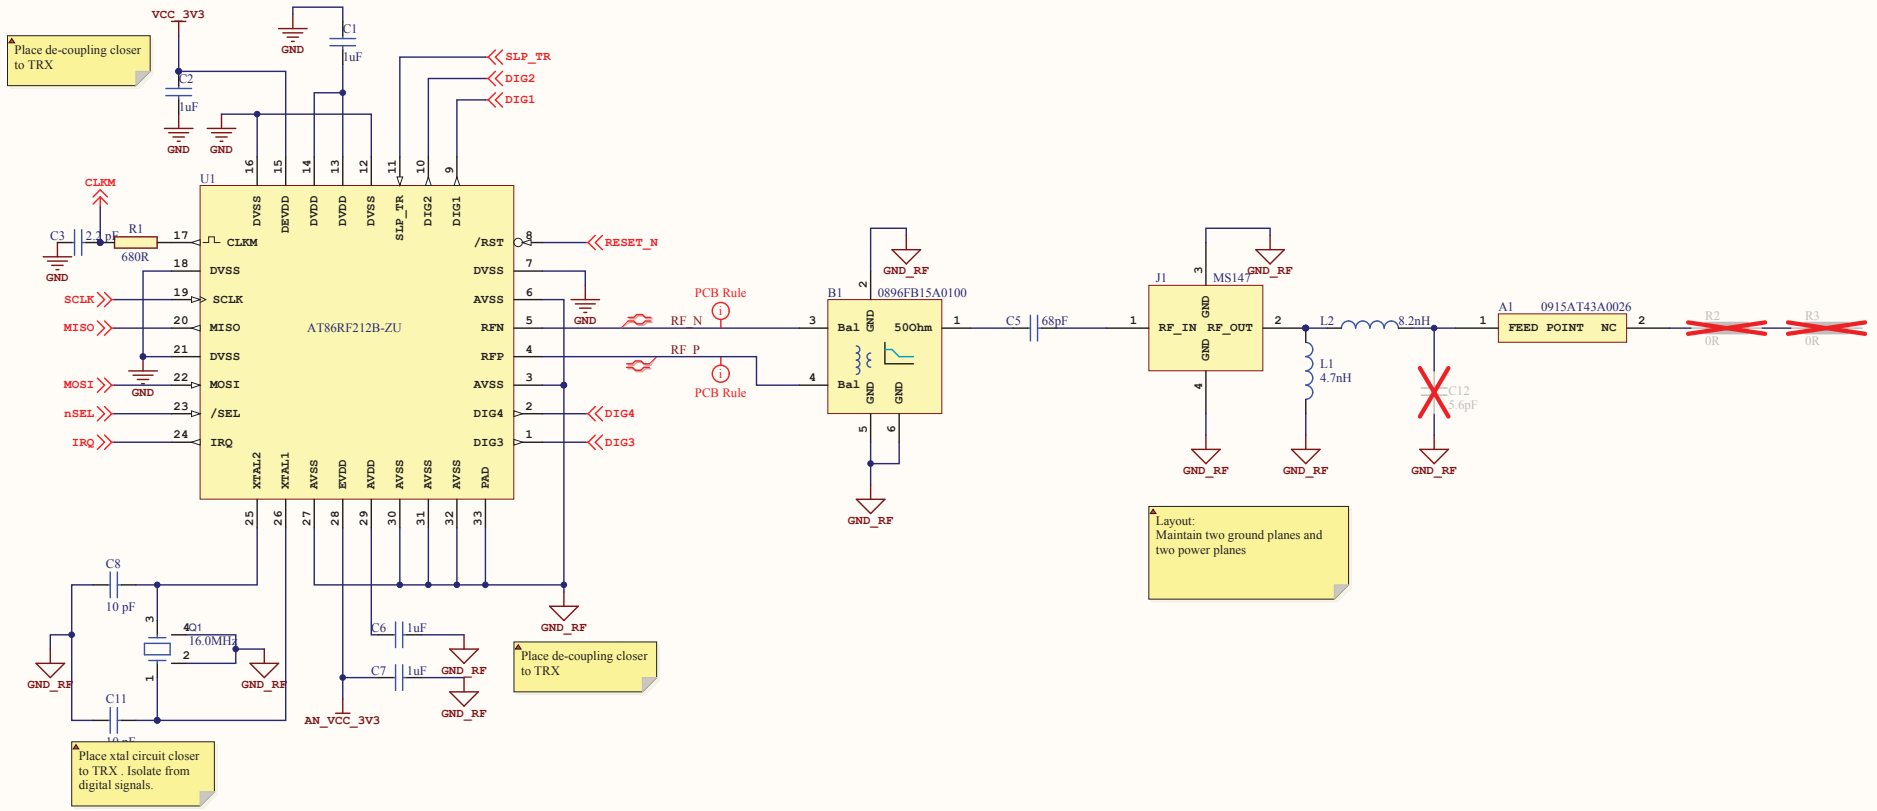 VCC_3V3
Place de-coupling closer
to TRX
C2
1uF
GND
GND
GND
C1
1uF
SLP_TR
DIG2
DIG1
16
15
14
13
12
11
10
9
U1
DVSS
DEVDD
DVDD
DVDD
DVSS
SLP_TR
DIG2
DIG1
CLKM
C3
2.2 pF
R1
680R
GND
17
CLKM
18
DVSS
SCLK
19
SCLK
MISO
20
MISO
21
DVSS
GND
MOSI
22
MOSI
nSEL
23
/SEL
IRQ
24
IRQ
AT86RF212B-ZU
/RST
8
RESET_N
DVSS
7
AVSS
6
GND
RFN
5
RF_N
PCB Rule
RFP
4
RF_P
PCB Rule
AVSS
3
DIG4
2
DIG4
DIG3
1
DIG3
XTAL2
XTAL1
AVSS
EVDD
AVDD
AVSS
AVSS
AVSS
PAD
25
26
27
28
29
30
31
32
33
GND_RF
B1
0896FB15A0100
2
GND
3
Bal
50Ohm
1
4
Bal
GND
GND
5
6
GND_RF
C5
68pF
GND_RF
J1
MS147
3
GND
1
RF_IN
RF_OUT
2
GND
4
GND_RF
L2
8.2nH
L1
4.7nH
GND_RF
C12
5.6pF
GND_RF
A1
0915AT43A0026
1
FEED POINT
NC
2
R2
0R
R3
0R
Layout:
Maintain two ground planes and
two power planes
C8
10 pF
3
4
Q1
16.0MHz
2
1
GND_RF
GND_RF
C11
10 pF
Place xtal circuit closer
to TRX . Isolate from
digital signals.
C6
1uF
GND_RF
C7
1uF
GND_RF
AN_VCC_3V3
GND_RF
Place de-coupling closer
to TRX